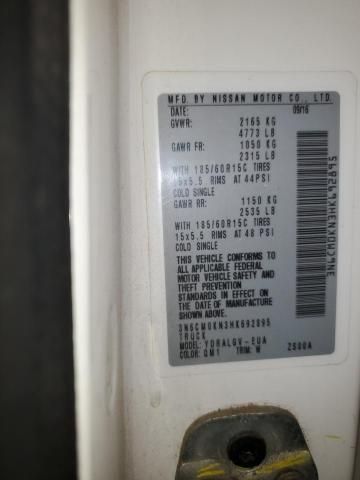 MFG. BY NISSAN MOTOR CO., LTD.
DATE: 09/16
GVWR: 2165 KG
4773 LB
GAWR FR: 1050 KG
2315 LB
WITH 185/60R15C TIRES
15x5.5 RIMS AT 44PSI
COLD SINGLE
GAWR RR: 1150 KG
2535 LB
WITH 185/60R15C TIRES
15x5.5 RIMS AT 48 PSI
COLD SINGLE
THIS VEHICLE CONFORMS TO
ALL APPLICABLE FEDERAL
MOTOR VEHICLE SAFETY AND
THEFT PREVENTION
STANDARDS IN EFFECT ON THE
DATE OF MANUFACTURE SHOWN
ABOVE.
3N6CM0KN3HK692895
TRUCK
MODEL: YDRALGV-EUA
COLOR: QM1 TRIM: W
3N6CM0KN3HK692895